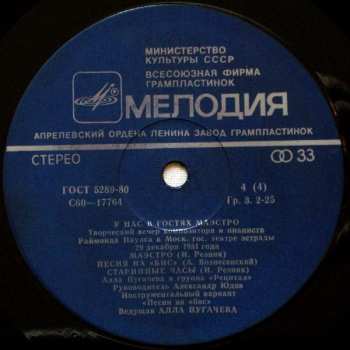 МИНИСТЕРСТВО
КУЛЬТУРЫ СССР
ВСЕСОЮЗНАЯ ФИРМА
ГРАМПЛАСТИНОК
МЕЛОДИЯ
АПРЕЛЕВСКИЙ ОРДЕНА ЛЕНИНА ЗАВОД ГРАМПЛАСТИНОК
СТЕРЕО 33
ГОСТ 5289-80 4 (4)
С60—17764 Гр. 3. 2-25
У НАС В ГОСТЯХ МАЭСТРО
Творческий вечер композитора и пианиста
Раймонда Паулса в Моск. гос. театре эстрады
29 декабря 1981 года
МАЭСТРО (И. Резник)
ПЕСНЯ НА «БИС» (А. Вознесенский)
СТАРИННЫЕ ЧАСЫ (И. Резник)
Алла Пугачева и группа «Рецитал»
Руководитель Александр Юдов
Инструментальный вариант
«Песни на «бис»
Ведущая АЛЛА ПУГАЧЕВА